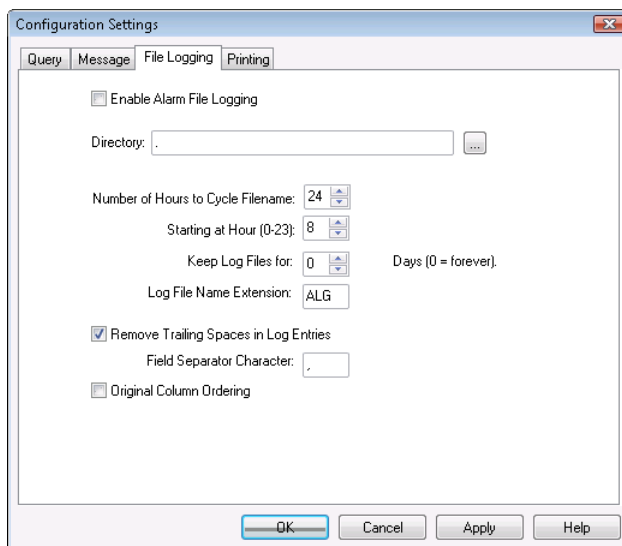 Configuration Settings
Query Message File Logging Printing
Enable Alarm File Logging
Directory: . ...
Number of Hours to Cycle Filename: 24
Starting at Hour (0-23): 8
Keep Log Files for: 0 Days (0 = forever).
Log File Name Extension: ALG
Remove Trailing Spaces in Log Entries
Field Separator Character: ,
Original Column Ordering
OK Cancel Apply Help